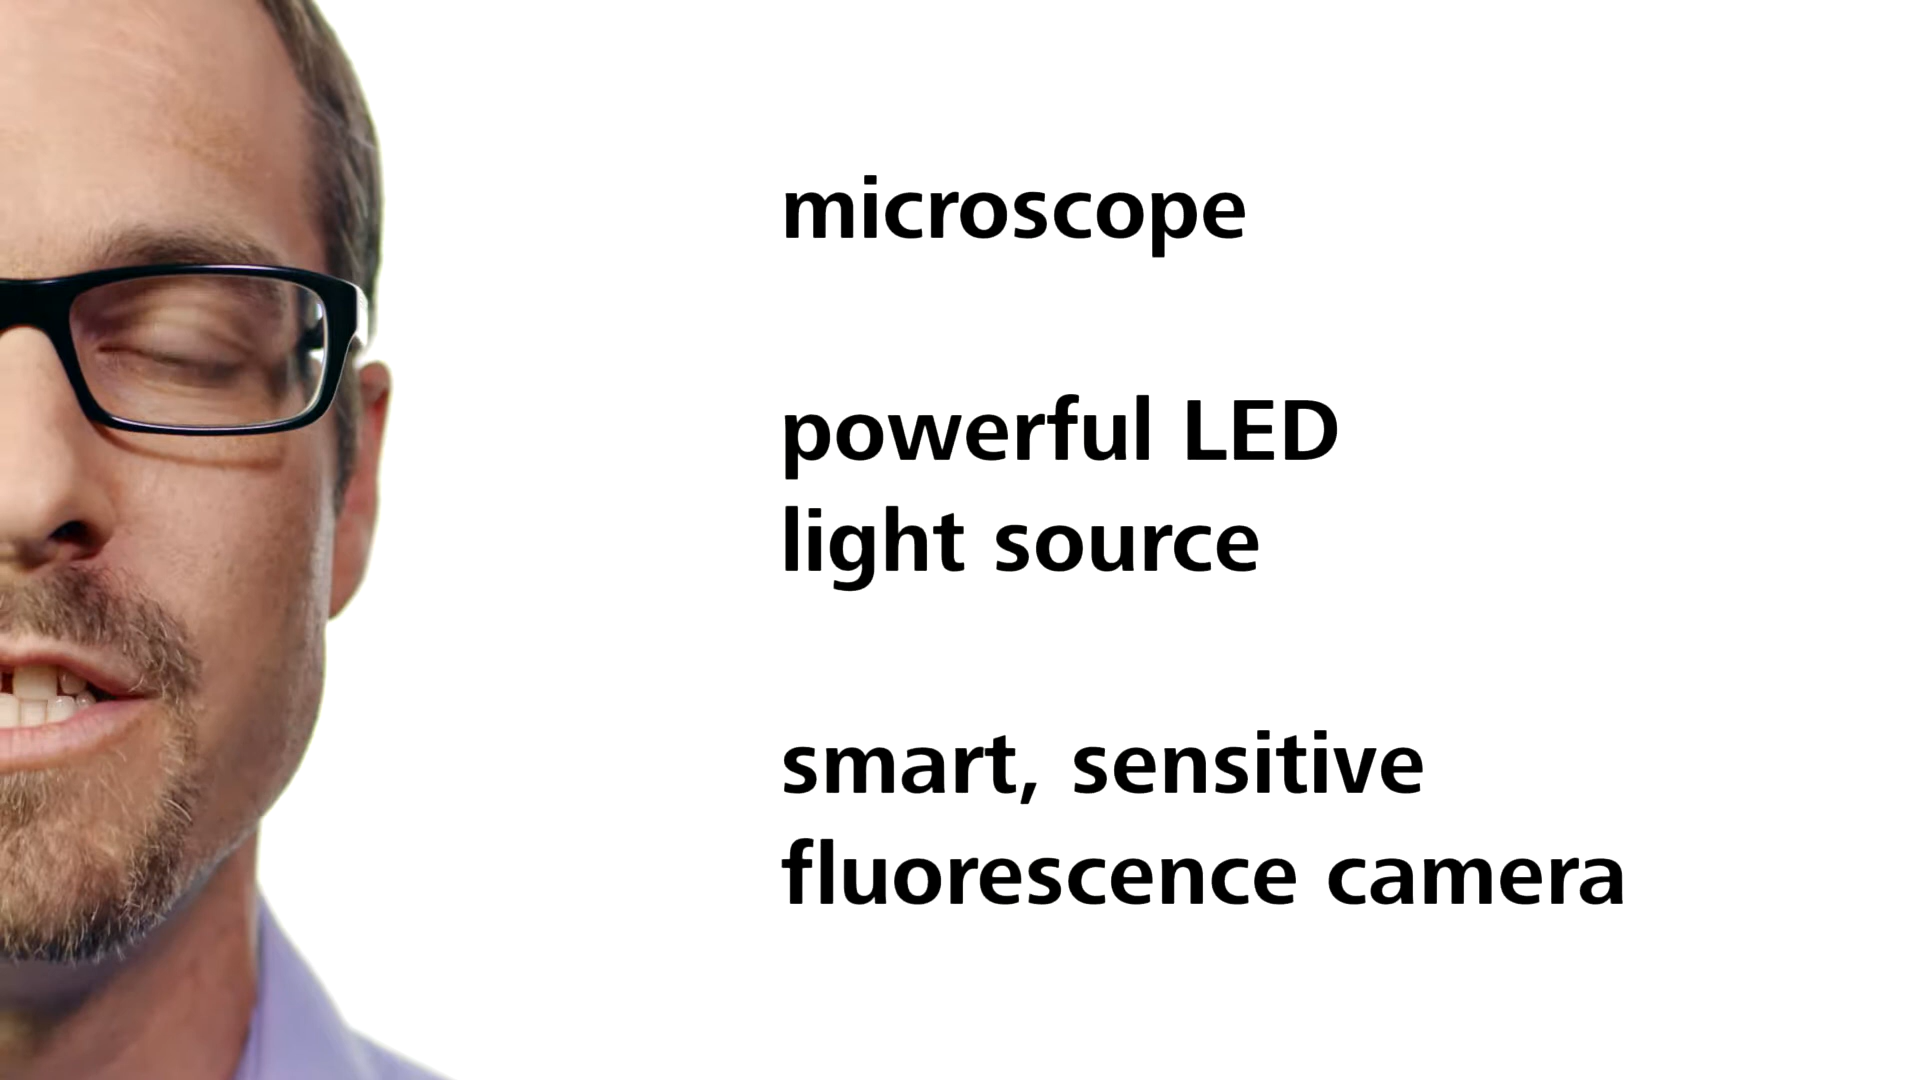 microscope
powerful LED
light source
smart, sensitive
fluorescence camera